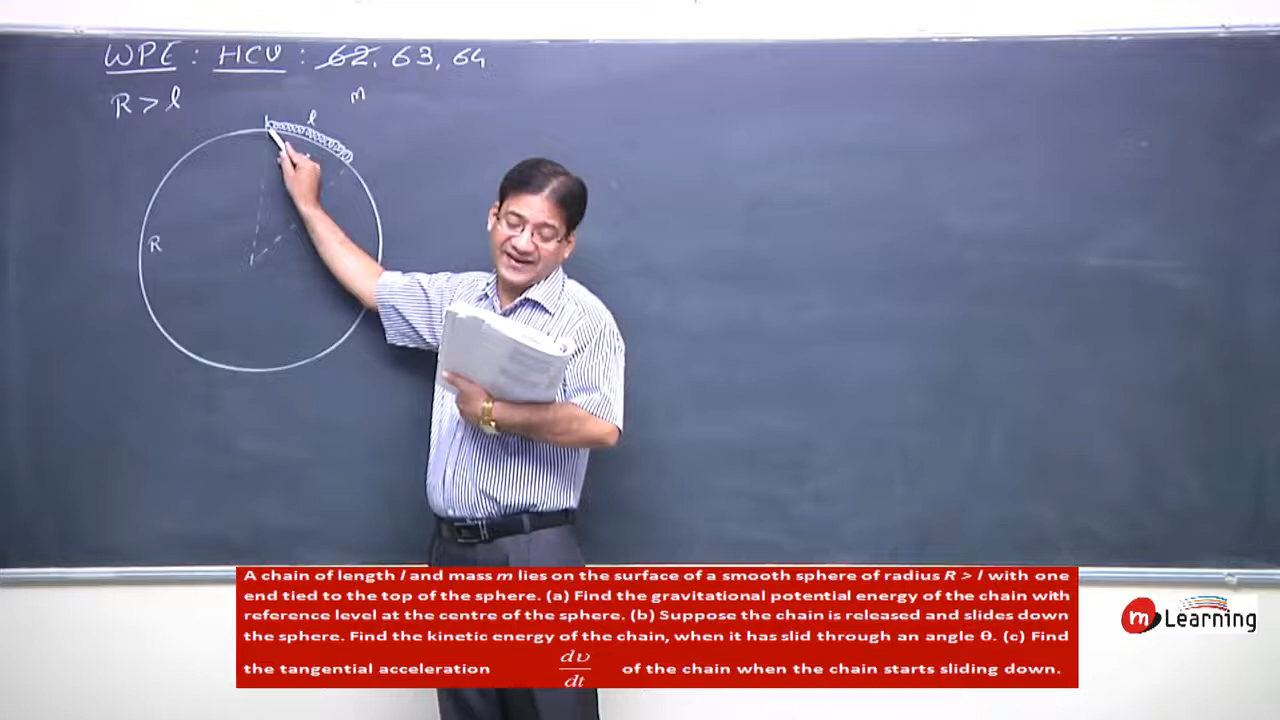 WPE : HCV : 62, 63, 64
R > l
m
l
R
A chain of length l and mass m lies on the surface of a smooth sphere of radius R > l with one
end tied to the top of the sphere. (a) Find the gravitational potential energy of the chain with
reference level at the centre of the sphere. (b) Suppose the chain is released and slides down
the sphere. Find the kinetic energy of the chain, when it has slid through an angle θ. (c) Find
the tangential acceleration dυ/dt of the chain when the chain starts sliding down.
m Learning